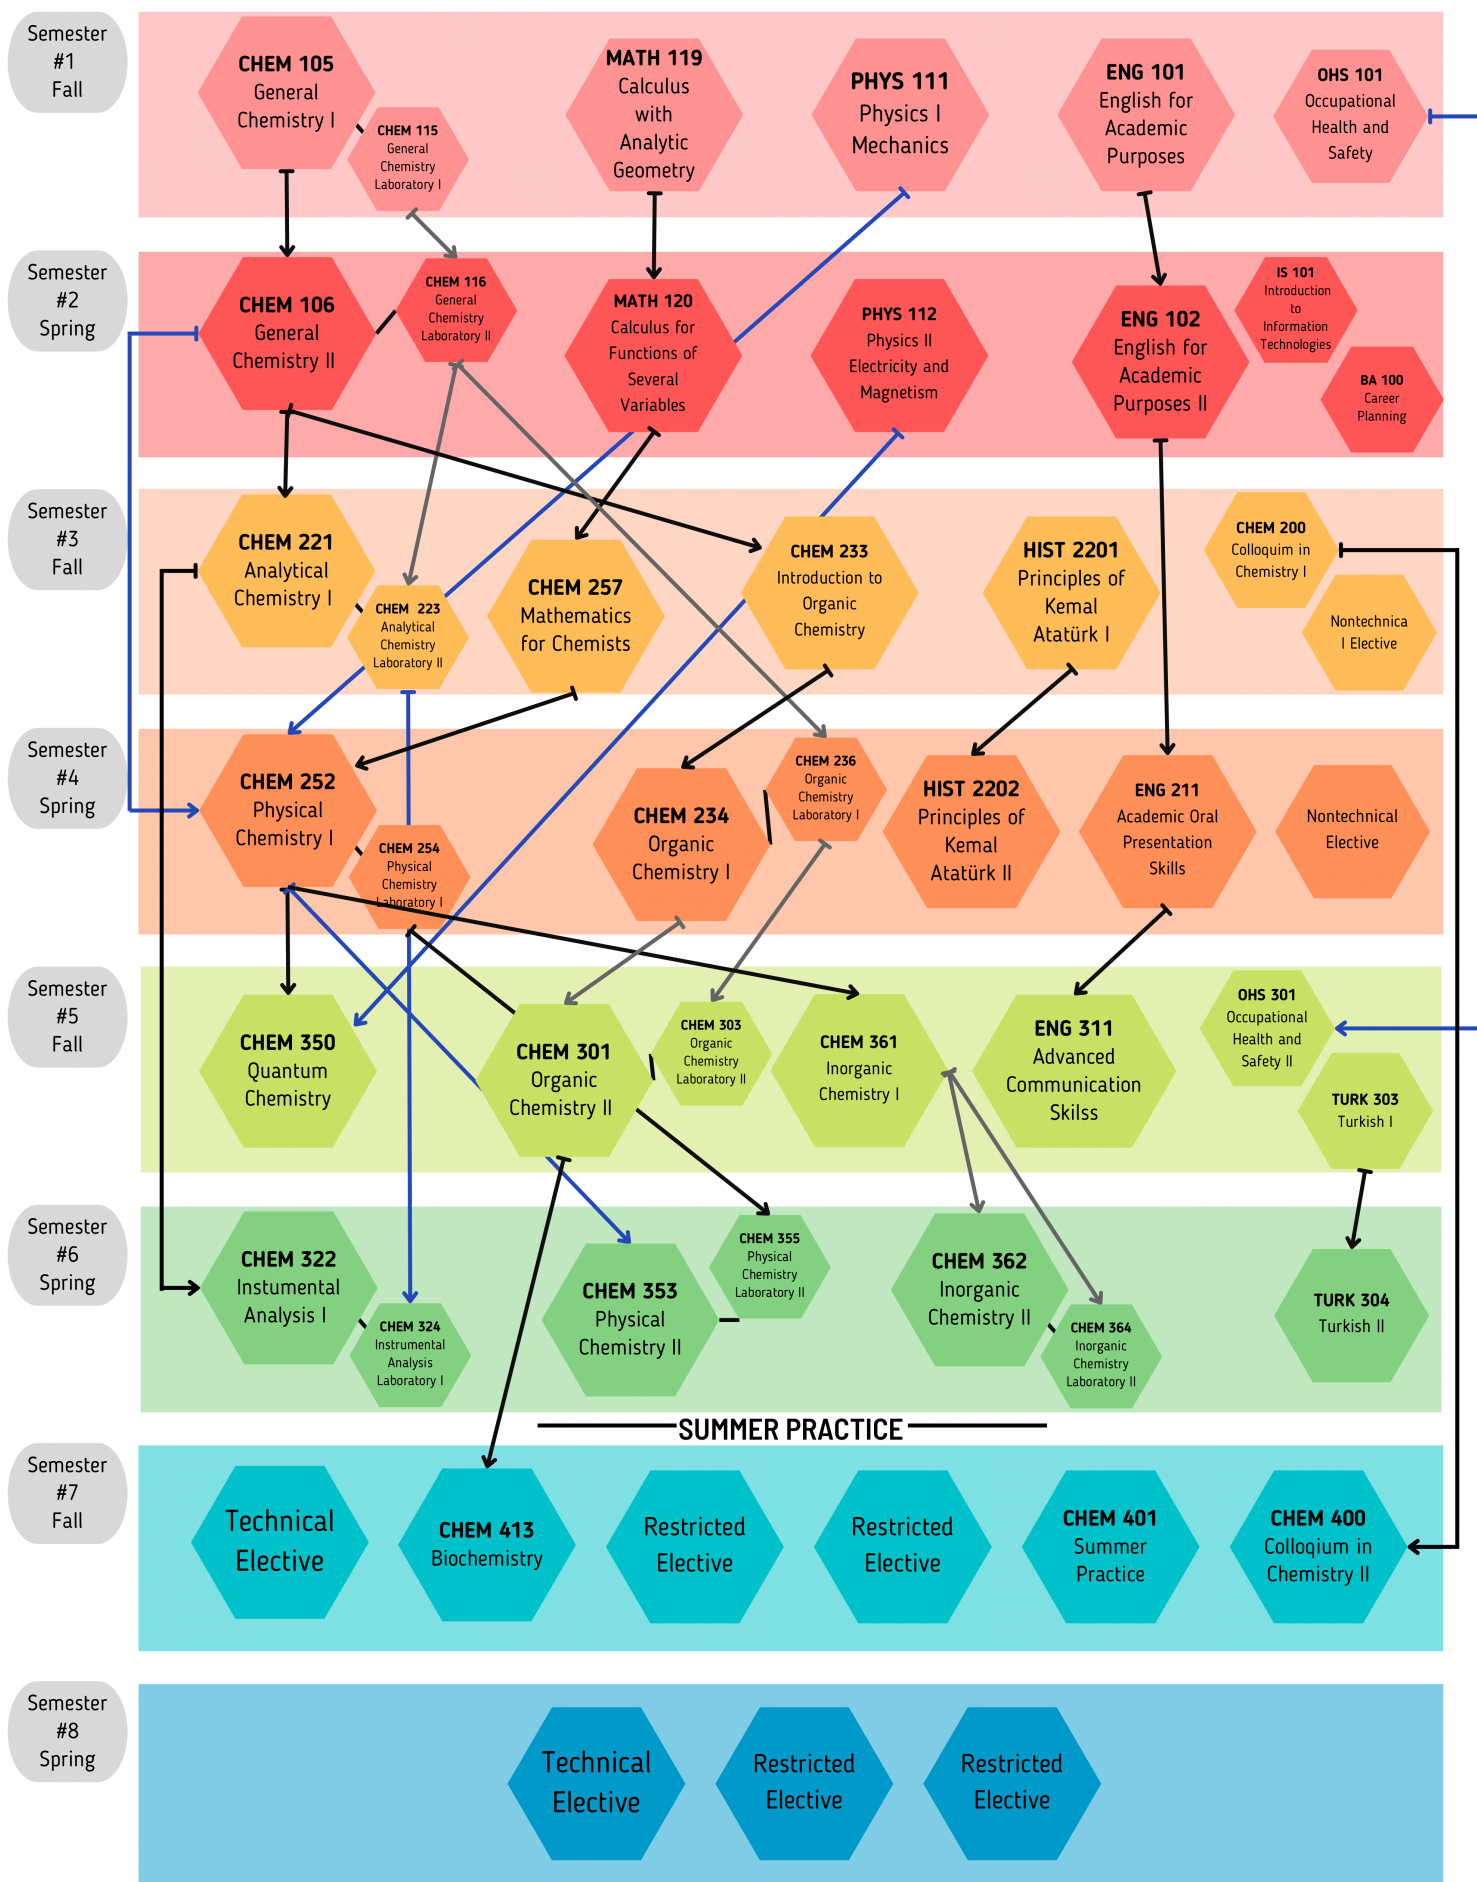 Semester
#1
Fall
CHEM 105
General
Chemistry I
CHEM 115
General
Chemistry
Laboratory I
MATH 119
Calculus
with
Analytic
Geometry
PHYS 111
Physics I
Mechanics
ENG 101
English for
Academic
Purposes
OHS 101
Occupational
Health and
Safety
Semester
#2
Spring
CHEM 106
General
Chemistry II
CHEM 116
General
Chemistry
Laboratory II
MATH 120
Calculus for
Functions of
Several
Variables
PHYS 112
Physics II
Electricity and
Magnetism
ENG 102
English for
Academic
Purposes II
IS 101
Introduction
to
Information
Technologies
BA 100
Career
Planning
Semester
#3
Fall
CHEM 221
Analytical
Chemistry I
CHEM 223
Analytical
Chemistry
Laboratory II
CHEM 257
Mathematics
for Chemists
CHEM 233
Introduction to
Organic
Chemistry
HIST 2201
Principles of
Kemal
Atatürk I
CHEM 200
Colloquim in
Chemistry I
Nontechnica
l Elective
Semester
#4
Spring
CHEM 252
Physical
Chemistry I
CHEM 254
Physical
Chemistry
Laboratory I
CHEM 234
Organic
Chemistry I
CHEM 236
Organic
Chemistry
Laboratory I
HIST 2202
Principles of
Kemal
Atatürk II
ENG 211
Academic Oral
Presentation
Skills
Nontechnical
Elective
Semester
#5
Fall
CHEM 350
Quantum
Chemistry
CHEM 301
Organic
Chemistry II
CHEM 303
Organic
Chemistry
Laboratory II
CHEM 361
Inorganic
Chemistry I
ENG 311
Advanced
Communication
Skilss
OHS 301
Occupational
Health and
Safety II
TURK 303
Turkish I
Semester
#6
Spring
CHEM 322
Instumental
Analysis I
CHEM 324
Instrumental
Analysis
Laboratory I
CHEM 353
Physical
Chemistry II
CHEM 355
Physical
Chemistry
Laboratory II
CHEM 362
Inorganic
Chemistry II
CHEM 364
Inorganic
Chemistry
Laboratory II
TURK 304
Turkish II
SUMMER PRACTICE
Semester
#7
Fall
Technical
Elective
CHEM 413
Biochemistry
Restricted
Elective
Restricted
Elective
CHEM 401
Summer
Practice
CHEM 400
Colloqium in
Chemistry II
Semester
#8
Spring
Technical
Elective
Restricted
Elective
Restricted
Elective